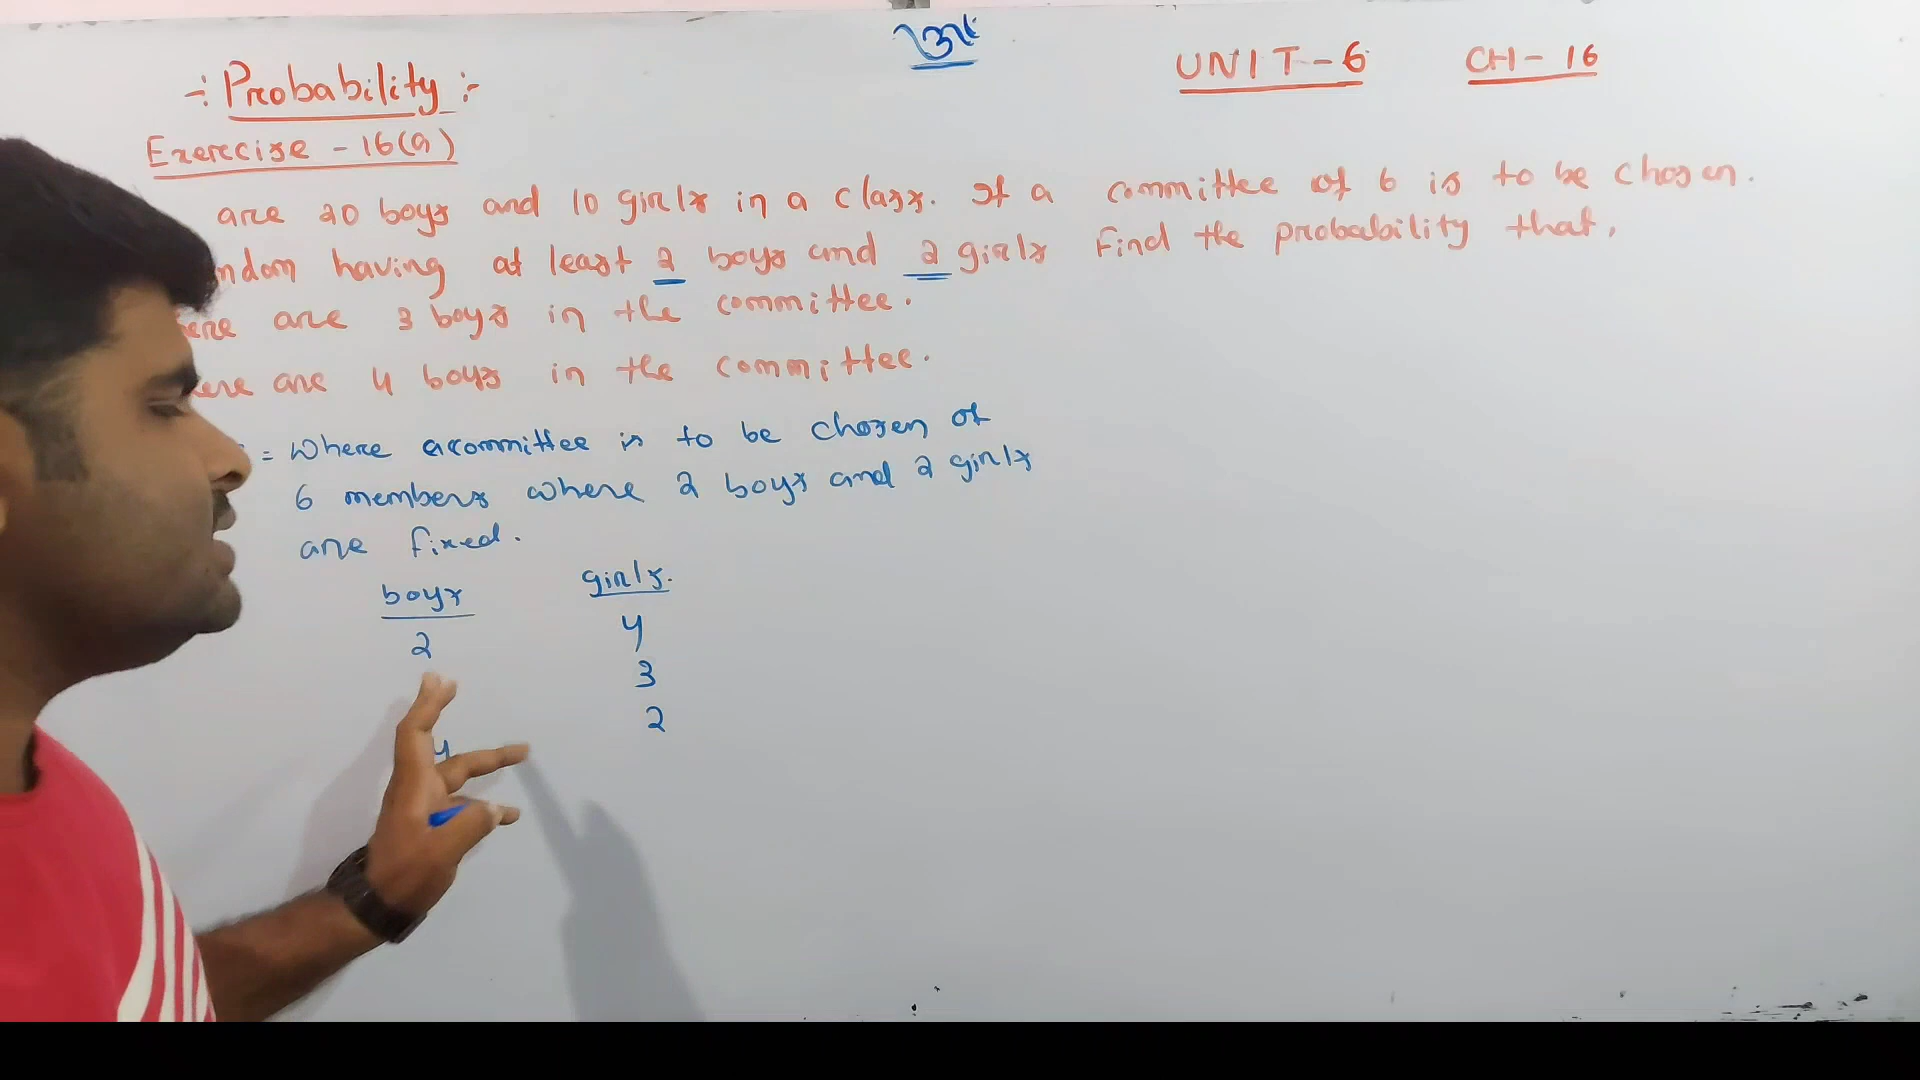 -: Probability :-
UNIT-6 CH-16
Exercise - 16(a)
are 20 boys and 10 girls in a class. If a committee of 6 is to be chosen.
ndom having at least 2 boys and 2 girls Find the probability that,
ere are 3 boys in the committee.
ere are 4 boys in the committee.
= Where a committee is to be chosen of
6 members where 2 boys and 2 girls
are fixed.
boys girls.
2 4
3
4 2